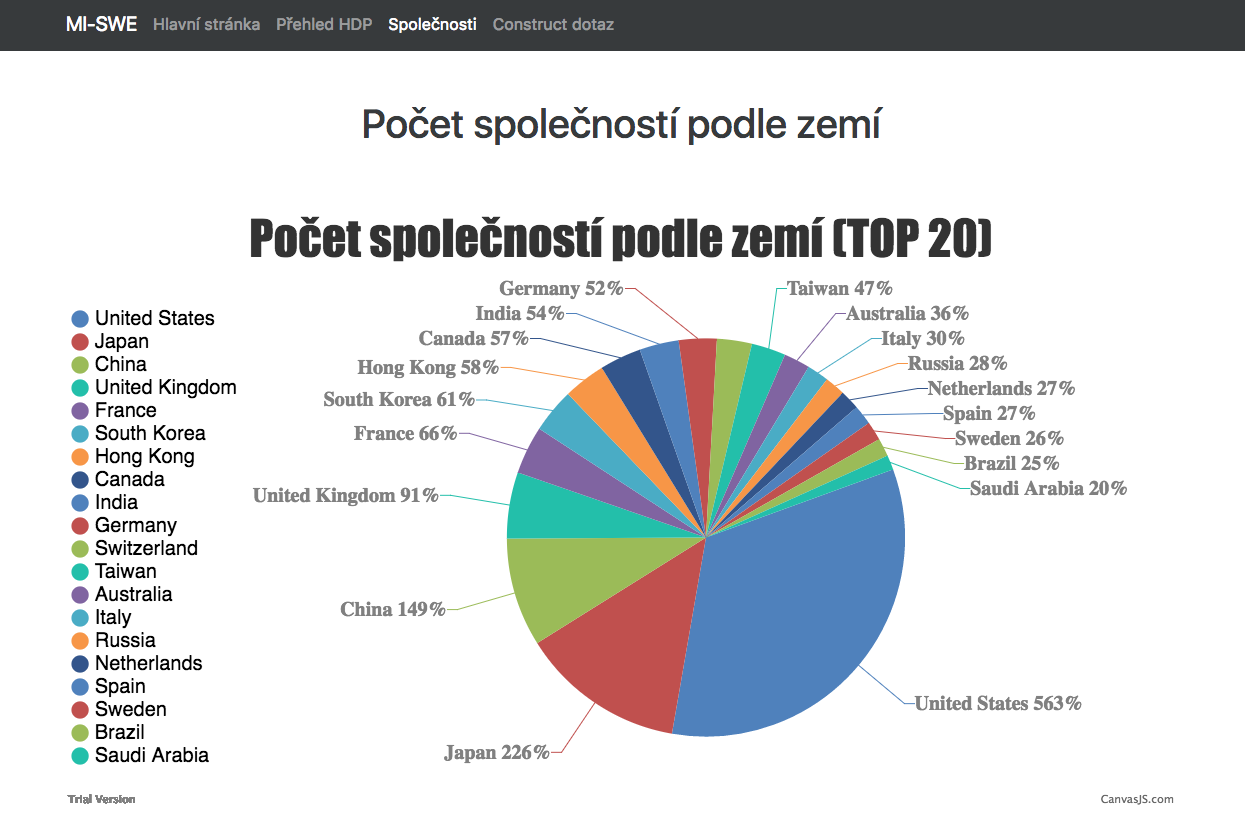 MI-SWE Hlavní stránka Přehled HDP Společnosti Construct dotaz
Počet společností podle zemí
Počet společností podle zemí (TOP 20)
United States
Japan
China
United Kingdom
France
South Korea
Hong Kong
Canada
India
Germany
Switzerland
Taiwan
Australia
Italy
Russia
Netherlands
Spain
Sweden
Brazil
Saudi Arabia
Germany 52%
India 54%
Canada 57%
Hong Kong 58%
South Korea 61%
France 66%
United Kingdom 91%
China 149%
Japan 226%
Taiwan 47%
Australia 36%
Italy 30%
Russia 28%
Netherlands 27%
Spain 27%
Sweden 26%
Brazil 25%
Saudi Arabia 20%
United States 563%
Trial Version
CanvasJS.com